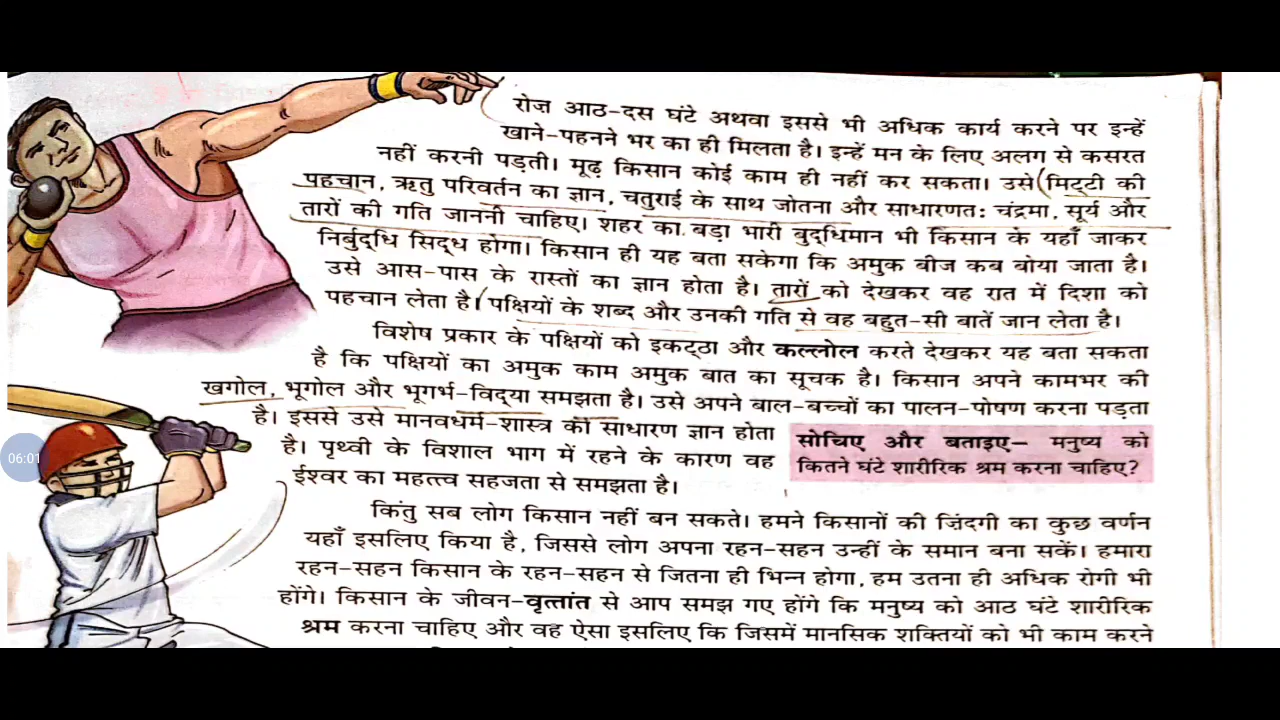 रोज़ आठ-दस घंटे अथवा इससे भी अधिक कार्य करने पर इन्हें
खाने-पहनने भर का ही मिलता है। इन्हें मन के लिए अलग से कसरत
नहीं करनी पड़ती। मूढ़ किसान कोई काम ही नहीं कर सकता। उसे मिट्टी की
पहचान, ऋतु परिवर्तन का ज्ञान, चतुराई के साथ जोतना और साधारणतः चंद्रमा, सूर्य और
तारों की गति जाननी चाहिए। शहर का बड़ा भारी बुद्धिमान भी किसान के यहाँ जाकर
निर्बुद्धि सिद्ध होगा। किसान ही यह बता सकेगा कि अमुक बीज कब बोया जाता है।
उसे आस-पास के रास्तों का ज्ञान होता है। तारों को देखकर वह रात में दिशा को
पहचान लेता है। पक्षियों के शब्द और उनकी गति से वह बहुत-सी बातें जान लेता है।
विशेष प्रकार के पक्षियों को इकट्ठा और कल्लोल करते देखकर यह बता सकता
है कि पक्षियों का अमुक काम अमुक बात का सूचक है। किसान अपने कामभर की
खगोल, भूगोल और भूगर्भ-विद्या समझता है। उसे अपने बाल-बच्चों का पालन-पोषण करना पड़ता
है। इससे उसे मानवधर्म-शास्त्र का साधारण ज्ञान होता
है। पृथ्वी के विशाल भाग में रहने के कारण वह
ईश्वर का महत्त्व सहजता से समझता है।
सोचिए और बताइए- मनुष्य को
कितने घंटे शारीरिक श्रम करना चाहिए?
किंतु सब लोग किसान नहीं बन सकते। हमने किसानों की ज़िंदगी का कुछ वर्णन
यहाँ इसलिए किया है, जिससे लोग अपना रहन-सहन उन्हीं के समान बना सकें। हमारा
रहन-सहन किसान के रहन-सहन से जितना ही भिन्न होगा, हम उतना ही अधिक रोगी भी
होंगे। किसान के जीवन-वृत्तांत से आप समझ गए होंगे कि मनुष्य को आठ घंटे शारीरिक
श्रम करना चाहिए और वह ऐसा इसलिए कि जिसमें मानसिक शक्तियों को भी काम करने
06:01